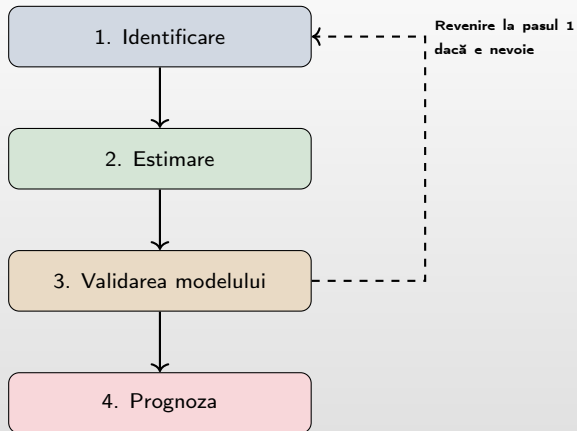 1. Identificare
Revenire la pasul 1
dacă e nevoie
2. Estimare
3. Validarea modelului
4. Prognoza